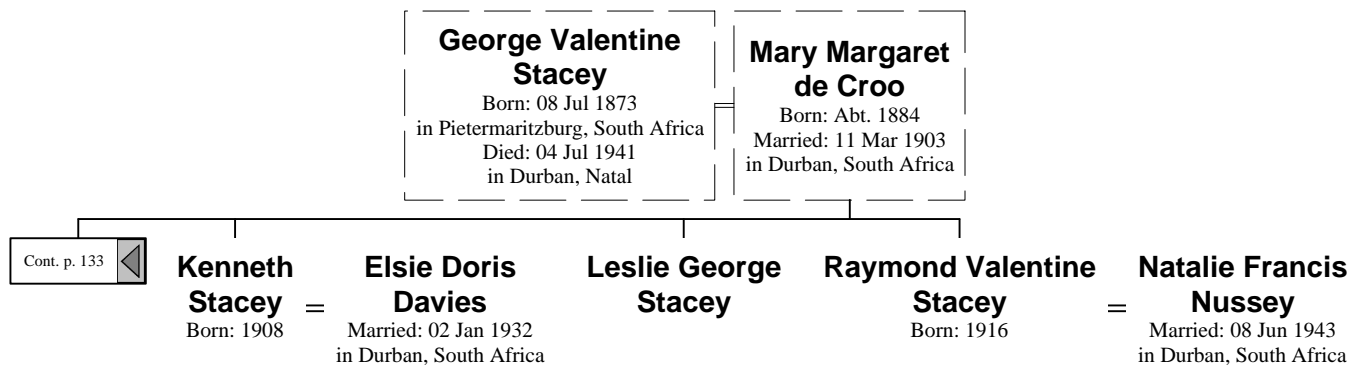 George Valentine
Stacey
Born: 08 Jul 1873
in Pietermaritzburg, South Africa
Died: 04 Jul 1941
in Durban, Natal
=
Mary Margaret
de Croo
Born: Abt. 1884
Married: 11 Mar 1903
in Durban, South Africa
Cont. p. 133
Kenneth
Stacey
Born: 1908
=
Elsie Doris
Davies
Married: 02 Jan 1932
in Durban, South Africa
Leslie George
Stacey
Raymond Valentine
Stacey
Born: 1916
=
Natalie Francis
Nussey
Married: 08 Jun 1943
in Durban, South Africa